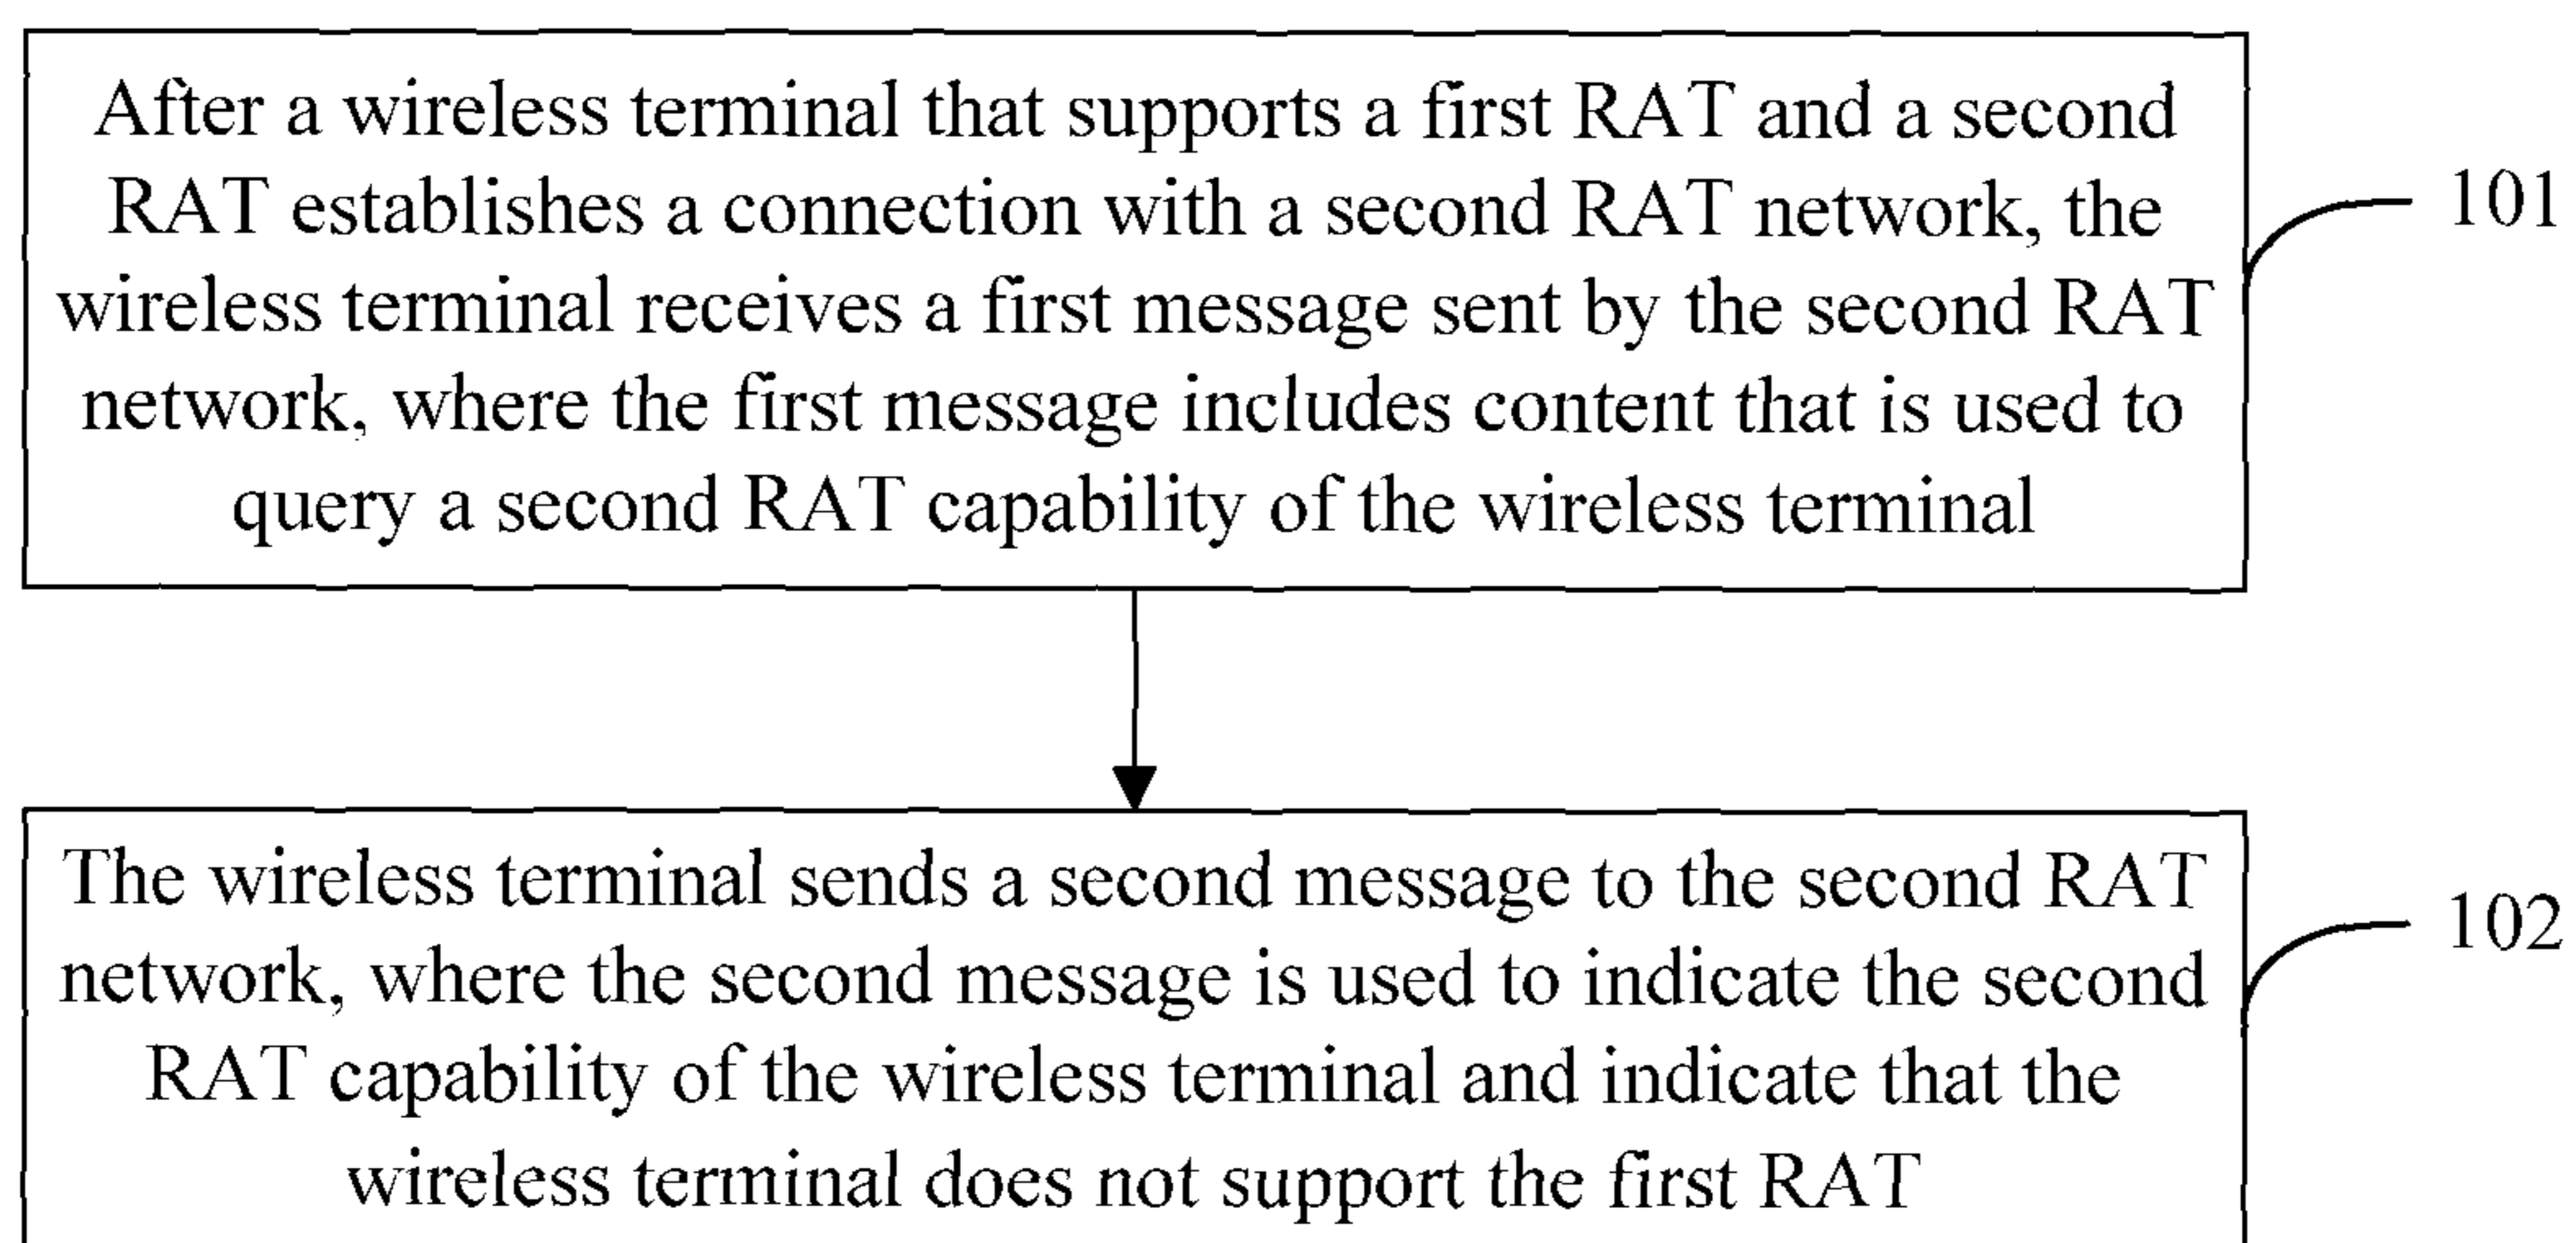 After a wireless terminal that supports a first RAT and a second
RAT establishes a connection with a second RAT network, the
wireless terminal receives a first message sent by the second RAT
network, where the first message includes content that is used to
query a second RAT capability of the wireless terminal
101
The wireless terminal sends a second message to the second RAT
network, where the second message is used to indicate the second
RAT capability of the wireless terminal and indicate that the
wireless terminal does not support the first RAT
102